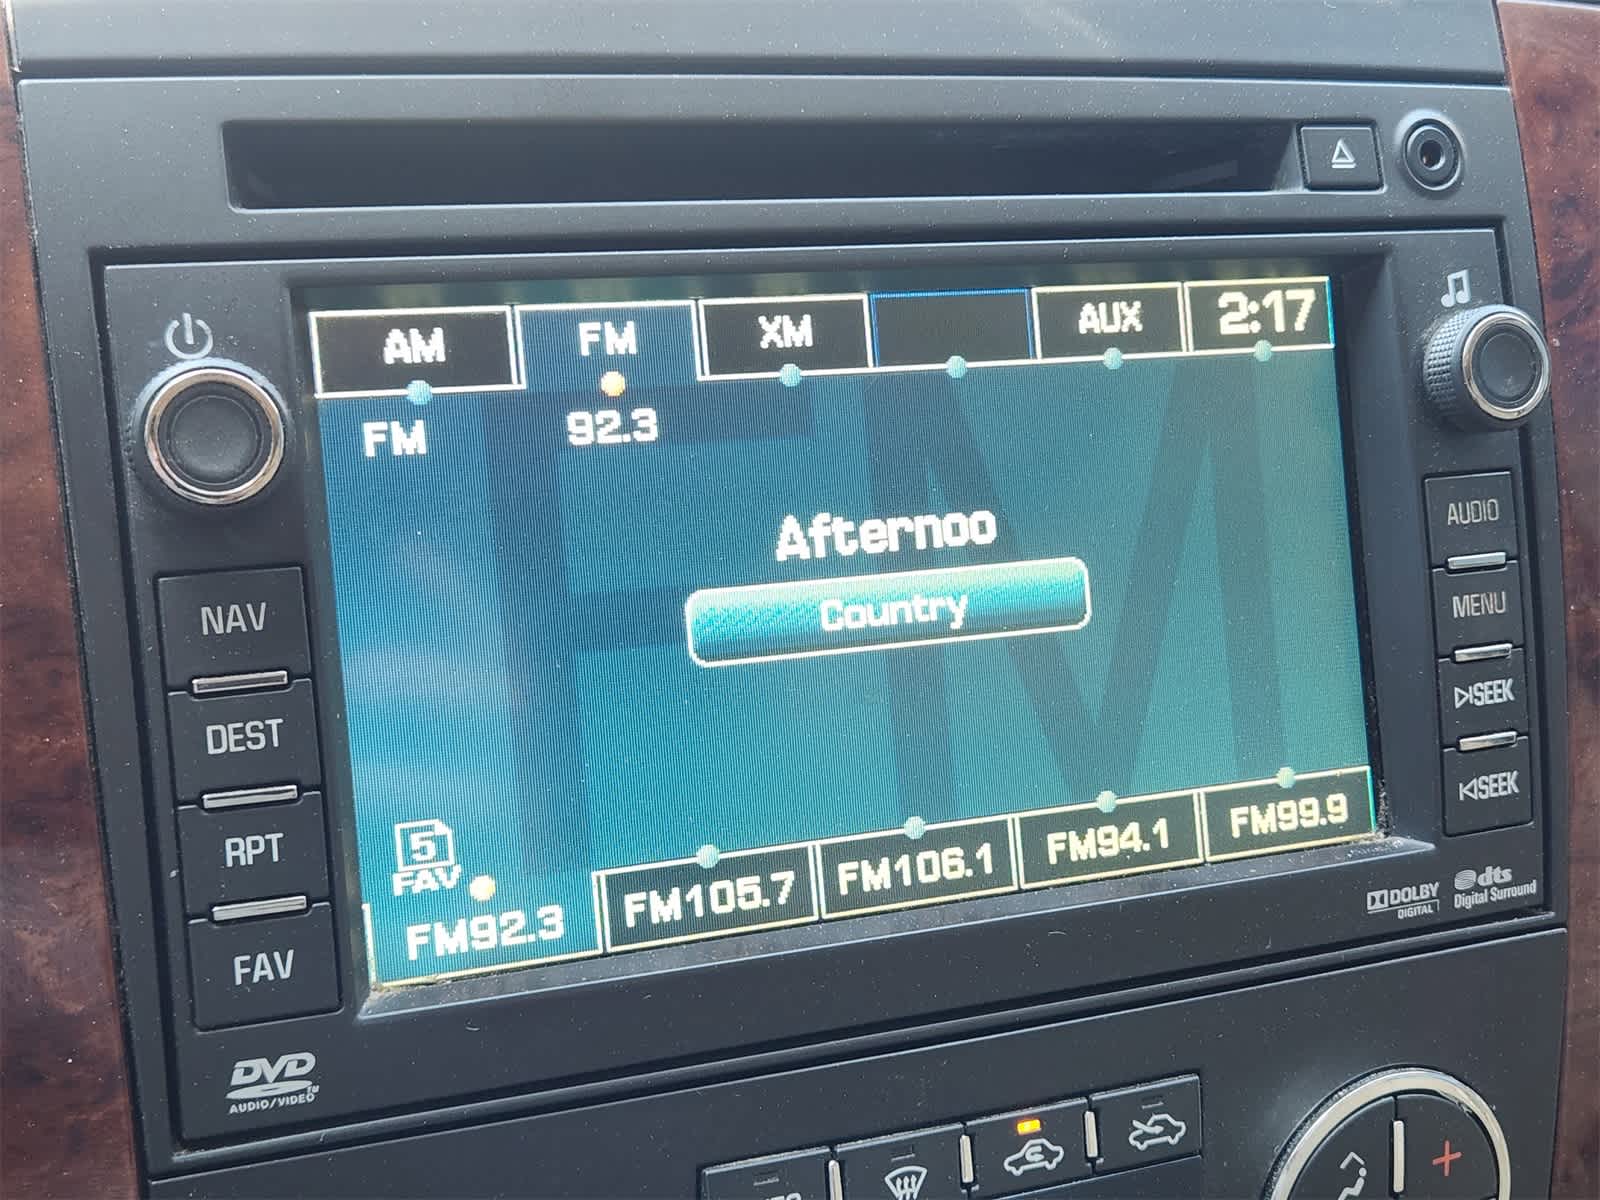 AM FM XM AUX 2:17
FM 92.3
Afternoo
Country
5
FAV
FM92.3 FM105.7 FM106.1 FM94.1 FM99.9
NAV
DEST
RPT
FAV
AUDIO
MENU
SEEK
SEEK
DVD
AUDIO/VIDEO
DOLBY
DIGITAL
dts
Digital Surround